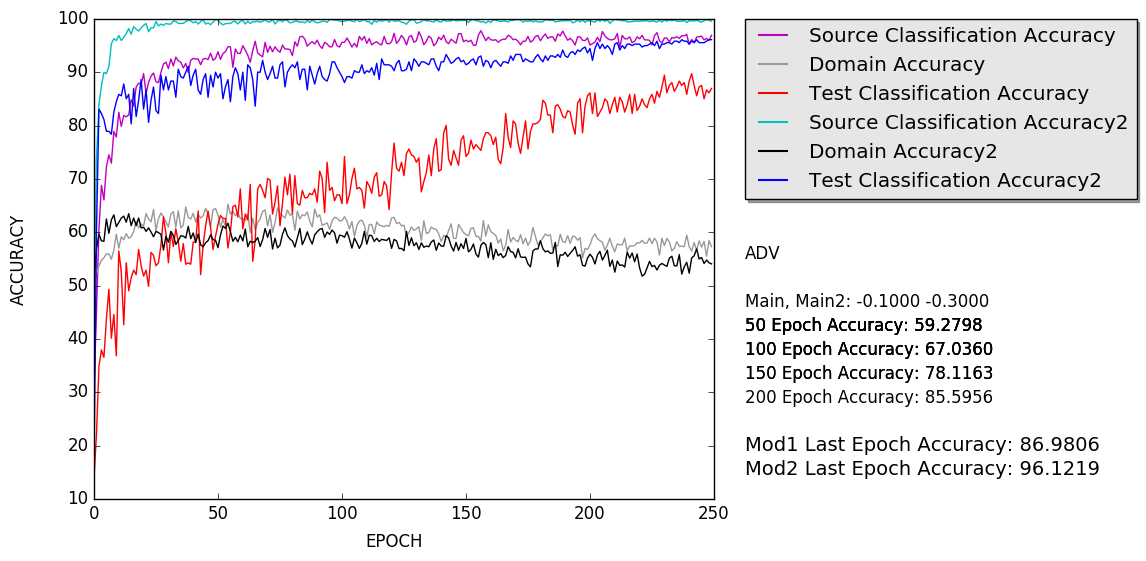 100
90
80
70
60
50
40
30
20
10
0
50
100
150
200
250
ACCURACY
EPOCH
Source Classification Accuracy
Domain Accuracy
Test Classification Accuracy
Source Classification Accuracy2
Domain Accuracy2
Test Classification Accuracy2
ADV
Main, Main2: -0.1000 -0.3000
50 Epoch Accuracy: 59.2798
100 Epoch Accuracy: 67.0360
150 Epoch Accuracy: 78.1163
200 Epoch Accuracy: 85.5956
Mod1 Last Epoch Accuracy: 86.9806
Mod2 Last Epoch Accuracy: 96.1219